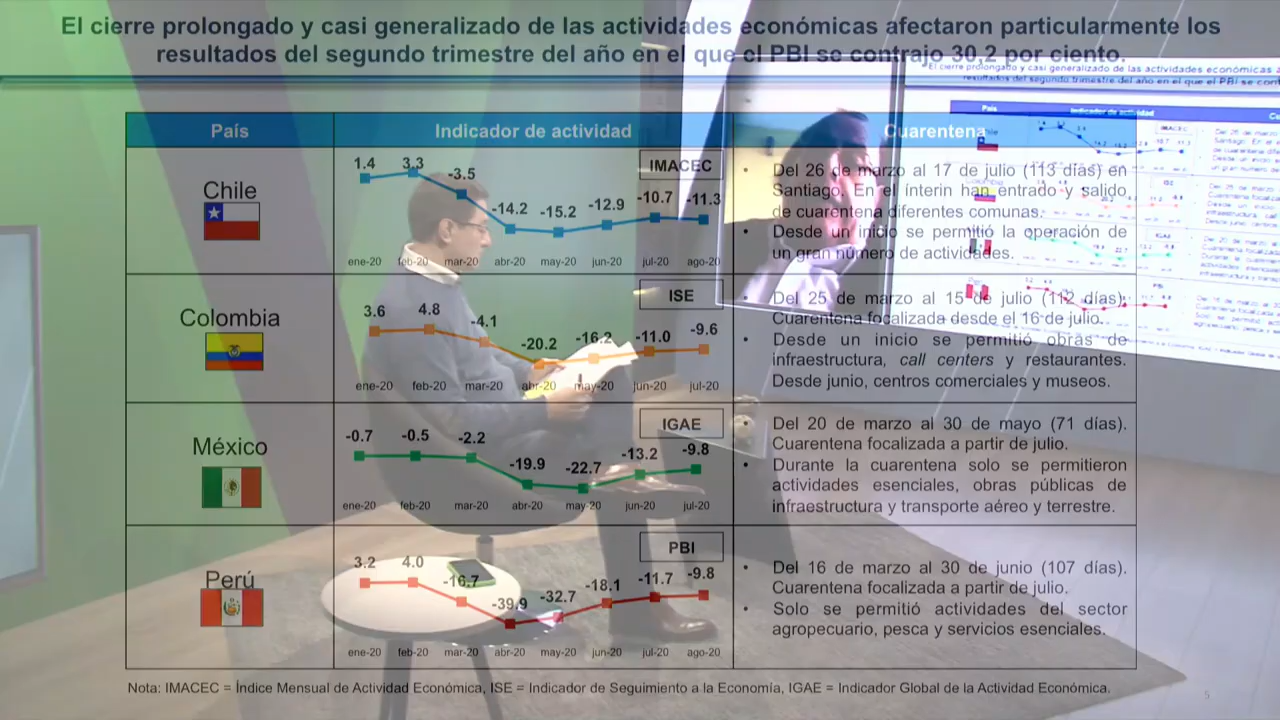 El cierre prolongado y casi generalizado de las actividades económicas afectaron particularmente los
resultados del segundo trimestre del año en el que el PBI se contrajo 30,2 por ciento.
País
Indicador de actividad
Cuarentena
Chile
IMACEC
1.4 3.3 -3.5 -14.2 -15.2 -12.9 -10.7 -11.3
ene-20 feb-20 mar-20 abr-20 jun-20 jul-20 ago-20
• Del 26 de marzo al 17 de julio (113 días) en
Santiago. En el ínterin han entrado y salido
de cuarentena diferentes comunas.
• Desde un inicio se permitió la operación de
un gran número de actividades.
Colombia
ISE
3.6 4.8 -4.1 -20.2 -16.2 -11.0 -9.6
ene-20 feb-20 mar-20 abr-20 may-20 jun-20 jul-20
• Del 25 de marzo al 15 de julio (112 días).
Cuarentena focalizada desde el 16 de julio.
• Desde un inicio se permitió obras de
infraestructura, call centers y restaurantes.
Desde junio, centros comerciales y museos.
México
IGAE
-0.7 -0.5 -2.2 -19.9 -22.7 -13.2 -9.8
ene-20 feb-20 mar-20 abr-20 may-20 jun-20 jul-20
• Del 20 de marzo al 30 de mayo (71 días).
Cuarentena focalizada a partir de julio.
• Durante la cuarentena solo se permitieron
actividades esenciales, obras públicas de
infraestructura y transporte aéreo y terrestre.
Perú
PBI
3.2 4.0 -16.7 -39.9 -32.7 -18.1 -11.7 -9.8
ene-20 feb-20 mar-20 abr-20 may-20 jun-20 jul-20 ago-20
• Del 16 de marzo al 30 de junio (107 días).
Cuarentena focalizada a partir de julio.
• Solo se permitió actividades del sector
agropecuario, pesca y servicios esenciales.
Nota: IMACEC = Índice Mensual de Actividad Económica, ISE = Indicador de Seguimiento a la Economía, IGAE = Indicador Global de la Actividad Económica.
5